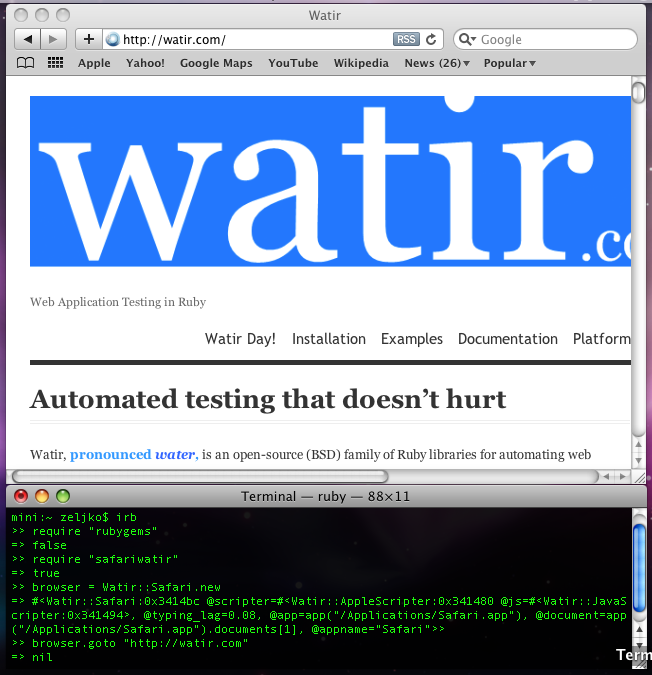 Watir
http://watir.com/
RSS
Google
Apple Yahoo! Google Maps YouTube Wikipedia News (26) Popular
watir.co
Web Application Testing in Ruby
Watir Day! Installation Examples Documentation Platform
Automated testing that doesn't hurt
Watir, pronounced water, is an open-source (BSD) family of Ruby libraries for automating web
Terminal — ruby — 88×11
mini:~ zeljko$ irb
>> require "rubygems"
=> false
>> require "safariwatir"
=> true
>> browser = Watir::Safari.new
=> #<Watir::Safari:0x3414bc @scripter=#<Watir::AppleScripter:0x341480 @js=#<Watir::JavaS
cripter:0x341494>, @typing_lag=0.08, @app=app("/Applications/Safari.app"), @document=app
("/Applications/Safari.app").documents[1], @appname="Safari">>
>> browser.goto "http://watir.com"
=> nil
Term